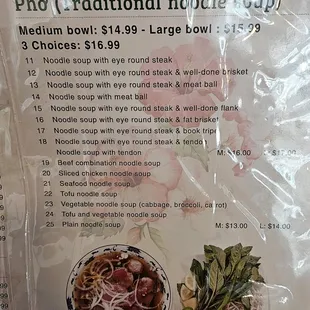 Pho (Traditional noodle soup)
Medium bowl: $14.99 - Large bowl : $15.99
3 Choices: $16.99
11 Noodle soup with eye round steak
12 Noodle soup with eye round steak & well-done brisket
13 Noodle soup with eye round steak & meat ball
14 Noodle soup with meat ball
15 Noodle soup with eye round steak & well-done flank
16 Noodle soup with eye round steak & fat brisket
17 Noodle soup with eye round steak & book tripe
18 Noodle soup with eye round steak & tendon
Noodle soup with tendon M: $16.00 - $17.00
19 Beef combination noodle soup
20 Sliced chicken noodle soup
21 Seafood noodle soup
22 Tofu noodle soup
23 Vegetable noodle soup (cabbage, broccoli, carrot)
24 Tofu and vegetable noodle soup
25 Plain noodle soup M: $13.00 L: $14.00